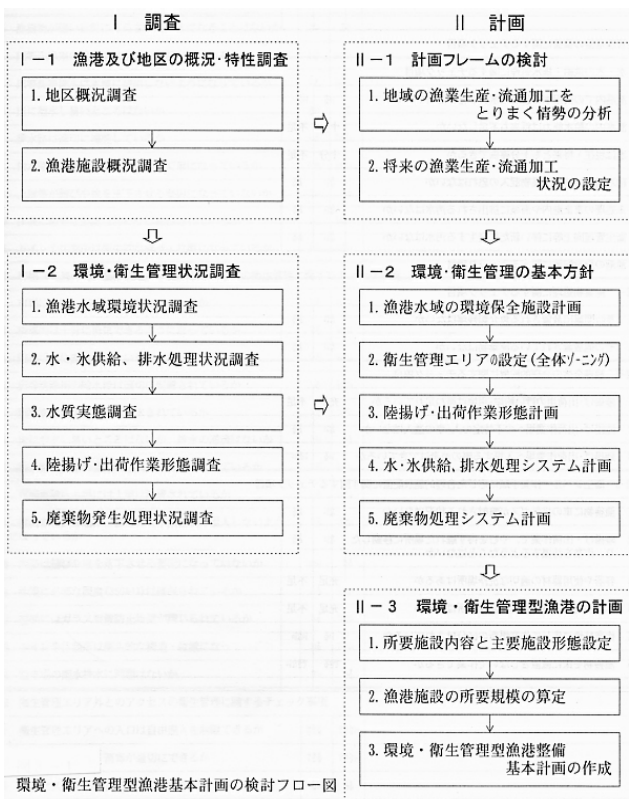 Ⅰ 調査
Ⅰ−1 漁港及び地区の概況・特性調査
1. 地区概況調査
2. 漁港施設概況調査
Ⅰ−2 環境・衛生管理状況調査
1. 漁港水域環境状況調査
2. 水・氷供給、排水処理状況調査
3. 水質実態調査
4. 陸揚げ・出荷作業形態調査
5. 廃棄物発生処理状況調査
Ⅱ 計画
Ⅱ−1 計画フレームの検討
1. 地域の漁業生産・流通加工を
とりまく情勢の分析
2. 将来の漁業生産・流通加工
状況の設定
Ⅱ−2 環境・衛生管理の基本方針
1. 漁港水域の環境保全施設計画
2. 衛生管理エリアの設定(全体ゾーニング)
3. 陸揚げ・出荷作業形態計画
4. 水・氷供給、排水処理システム計画
5. 廃棄物処理システム計画
Ⅱ−3 環境・衛生管理型漁港の計画
1. 所要施設内容と主要施設形態設定
2. 漁港施設の所要規模の算定
3. 環境・衛生管理型漁港整備
基本計画の作成
環境・衛生管理型漁港基本計画の検討フロー図